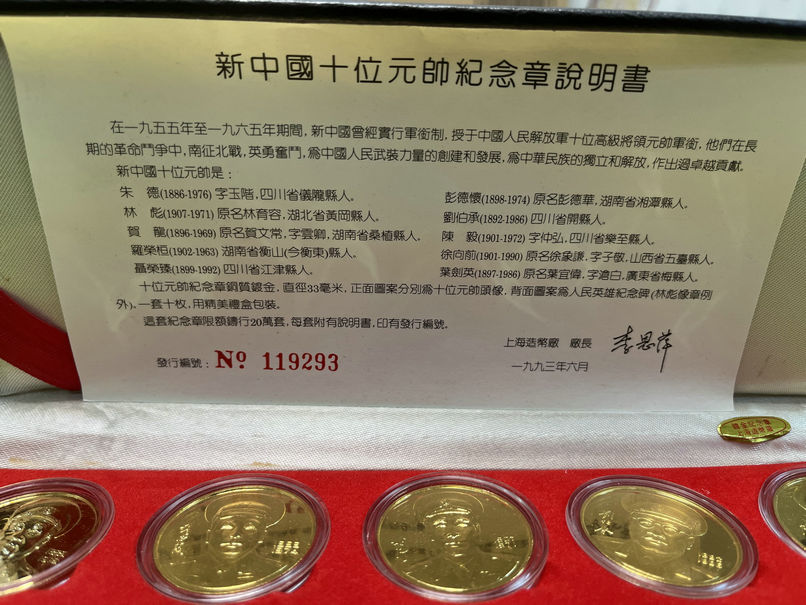 新中國十位元帥紀念章說明書
在一九五五年至一九六五年期間,新中國曾經實行軍銜制,授于中國人民解放軍十位高級將領元帥軍銜,他們在長
期的革命鬥爭中,南征北戰,英勇奮鬥,爲中國人民武裝力量的創建和發展,爲中華民族的獨立和解放,作出過卓越貢獻.
新中國十位元帥是:
朱 德(1886-1976) 字玉階,四川省儀隴縣人。 彭德懷(1898-1974) 原名彭德華,湖南省湘潭縣人。
林 彪(1907-1971) 原名林育容,湖北省黃岡縣人。 劉伯承(1892-1986) 四川省開縣人。
賀 龍(1896-1969) 原名賀文常,字雲卿,湖南省桑植縣人。 陳 毅(1901-1972) 字仲弘,四川省樂至縣人。
羅榮桓(1902-1963) 湖南省衡山(今衡東)縣人。 徐向前(1901-1990) 原名徐象謙,字子敬,山西省五臺縣人。
聶榮臻(1899-1992) 四川省江津縣人。 葉劍英(1897-1986) 原名葉宜偉,字滄白,廣東省梅縣人。
十位元帥紀念章銅質鍍金,直徑33毫米,正面圖案分別爲十位元帥頭像,背面圖案爲人民英雄紀念碑(林彪像章例
外),一套十枚,用精美禮盒包裝。
這套紀念章限額鑄行20萬套,每套附有說明書,印有發行編號。
上海造幣廠 廠長 李思萍
發行編號: Nº 119293
一九九三年六月
鍍金紀念章
上海造幣廠